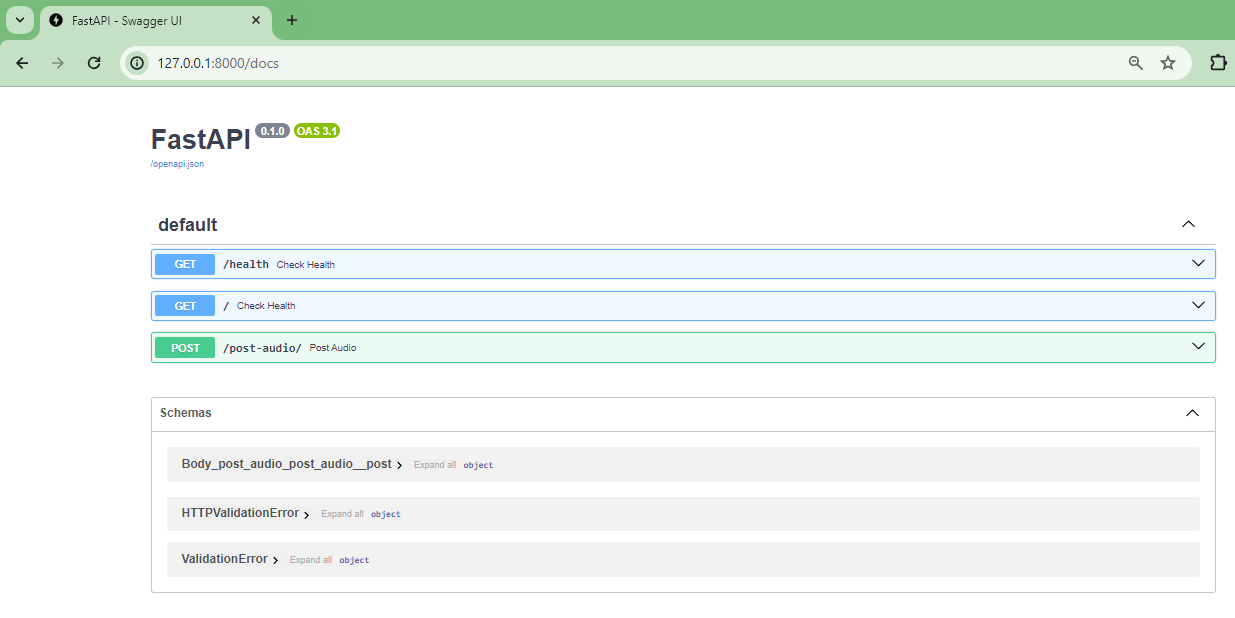 FastAPI - Swagger UI
127.0.0.1:8000/docs
FastAPI 0.1.0 OAS 3.1
/openapi.json
default
GET /health Check Health
GET / Check Health
POST /post-audio/ Post Audio
Schemas
Body_post_audio_post_audio__post Expand all object
HTTPValidationError Expand all object
ValidationError Expand all object